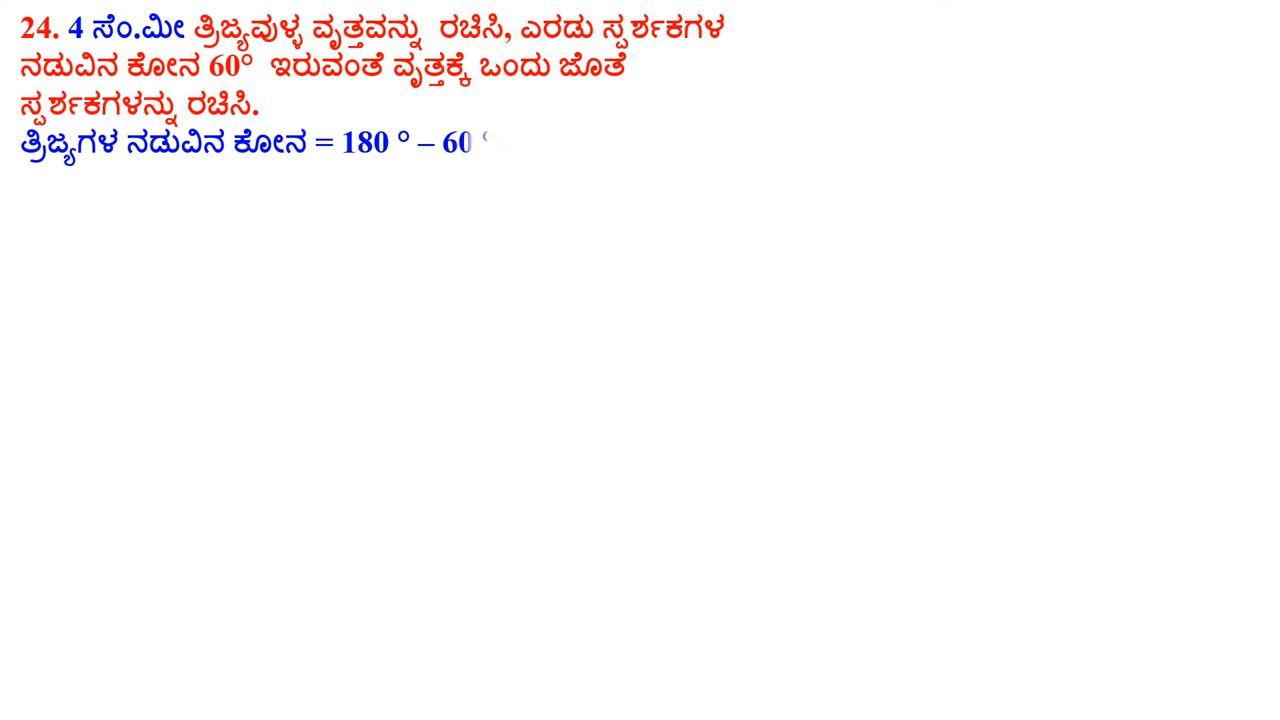 24. 4 ಸೆಂ.ಮೀ ತ್ರಿಜ್ಯವುಳ್ಳ ವೃತ್ತವನ್ನು ರಚಿಸಿ, ಎರಡು ಸ್ಪರ್ಶಕಗಳ
ನಡುವಿನ ಕೋನ 60° ಇರುವಂತೆ ವೃತ್ತಕ್ಕೆ ಒಂದು ಜೊತೆ
ಸ್ಪರ್ಶಕಗಳನ್ನು ರಚಿಸಿ.
ತ್ರಿಜ್ಯಗಳ ನಡುವಿನ ಕೋನ = 180 ° – 60 °